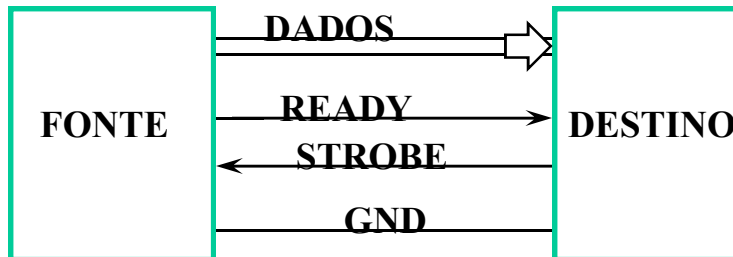 DADOS
READY
FONTE
DESTINO
STROBE
GND